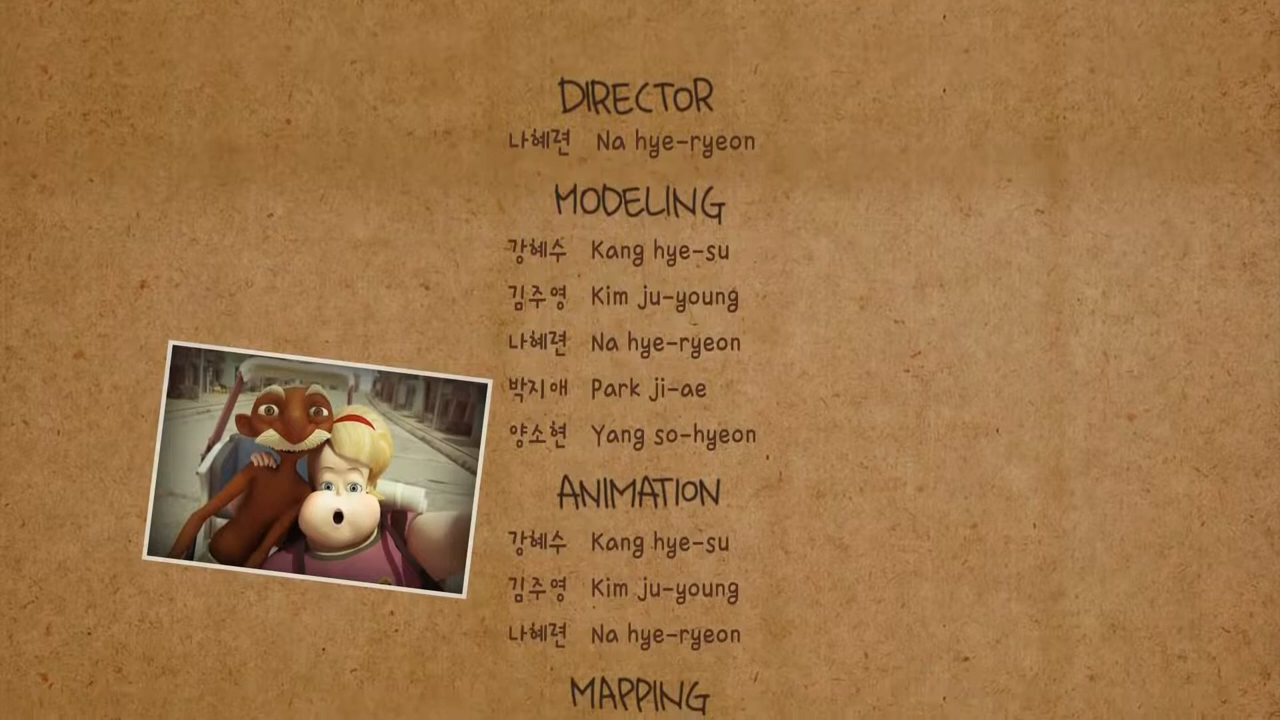 DIRECTOR
나혜련 Na hye-ryeon
MODELING
강혜수 Kang hye-su
김주영 Kim ju-young
나혜련 Na hye-ryeon
박지애 Park ji-ae
양소현 Yang so-hyeon
ANIMATION
강혜수 Kang hye-su
김주영 Kim ju-young
나혜련 Na hye-ryeon
MAPPING